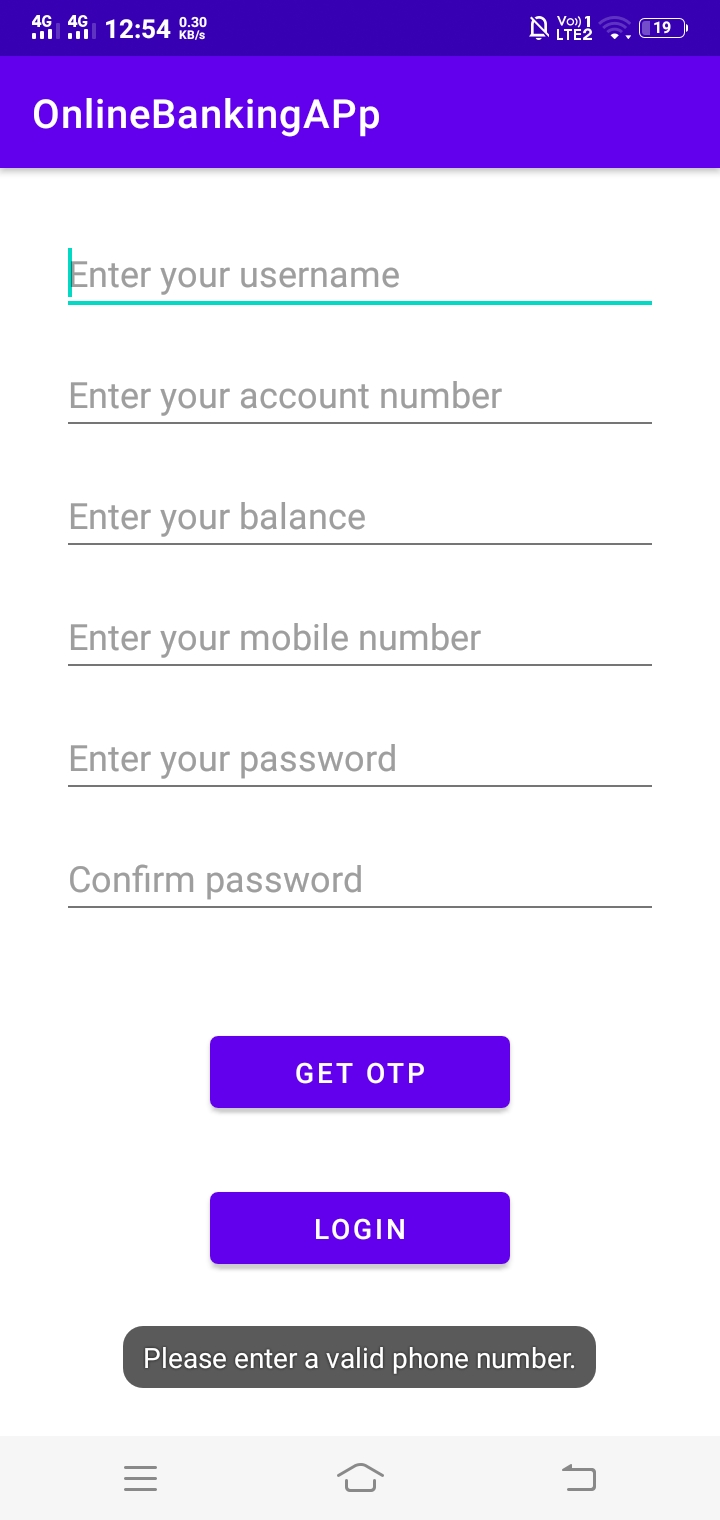 4G 4G 12:54 0.30 KB/s Vo)) 1 LTE2 19
OnlineBankingAPp
Enter your username
Enter your account number
Enter your balance
Enter your mobile number
Enter your password
Confirm password
GET OTP
LOGIN
Please enter a valid phone number.